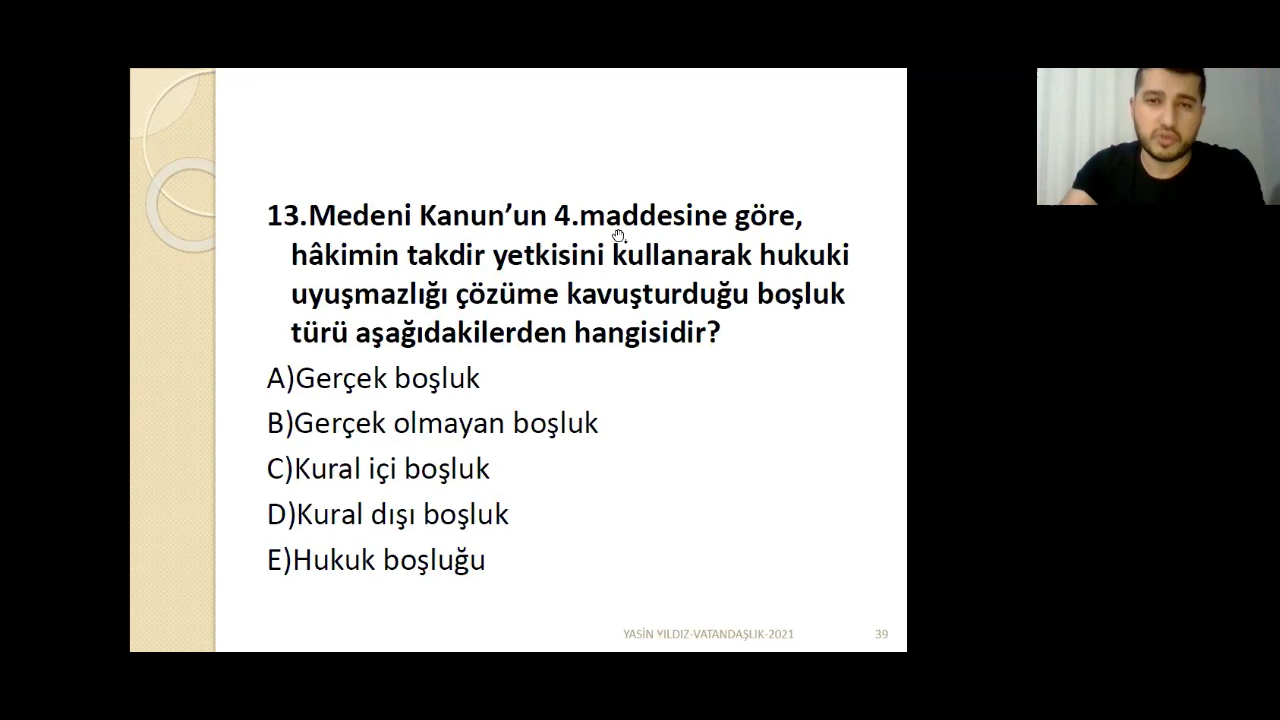 13.Medeni Kanun’un 4.maddesine göre,
hâkimin takdir yetkisini kullanarak hukuki
uyuşmazlığı çözüme kavuşturduğu boşluk
türü aşağıdakilerden hangisidir?
A)Gerçek boşluk
B)Gerçek olmayan boşluk
C)Kural içi boşluk
D)Kural dışı boşluk
E)Hukuk boşluğu
YASİN YILDIZ-VATANDAŞLIK-2021 39